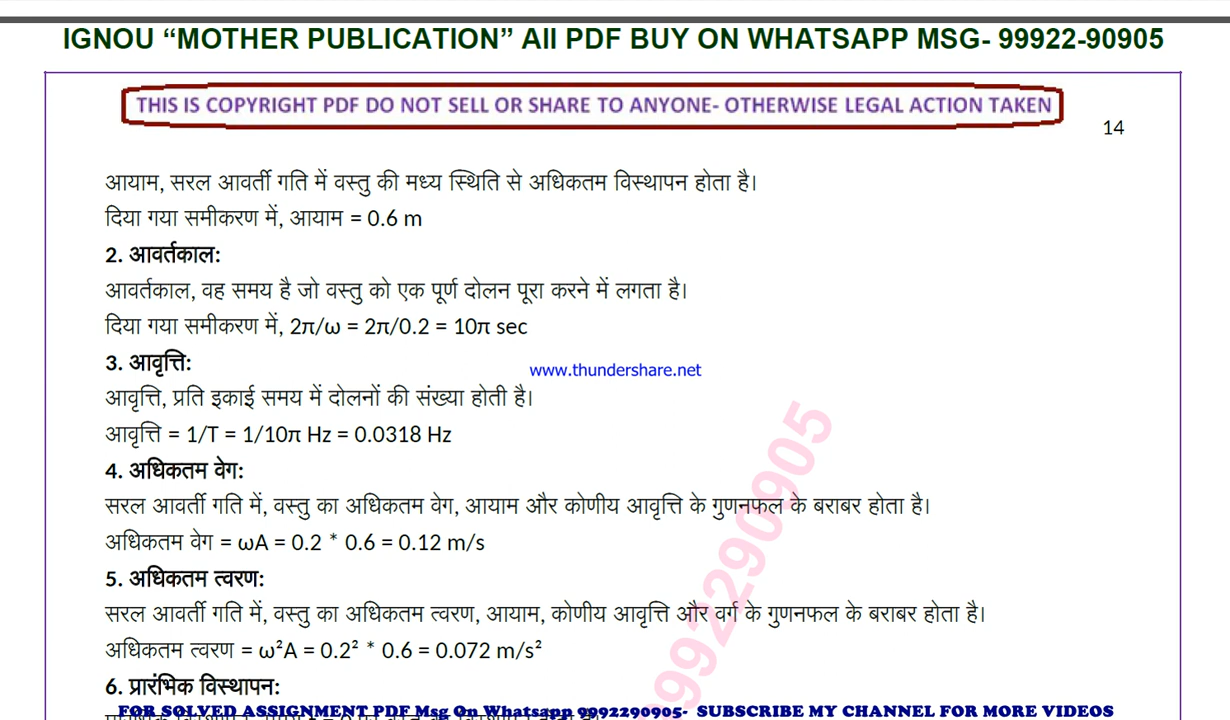 IGNOU “MOTHER PUBLICATION” All PDF BUY ON WHATSAPP MSG- 99922-90905
THIS IS COPYRIGHT PDF DO NOT SELL OR SHARE TO ANYONE- OTHERWISE LEGAL ACTION TAKEN
14
आयाम, सरल आवर्ती गति में वस्तु की मध्य स्थिति से अधिकतम विस्थापन होता है।
दिया गया समीकरण में, आयाम = 0.6 m
2. आवर्तकाल:
आवर्तकाल, वह समय है जो वस्तु को एक पूर्ण दोलन पूरा करने में लगता है।
दिया गया समीकरण में, 2π/ω = 2π/0.2 = 10π sec
3. आवृत्ति:
www.thundershare.net
आवृत्ति, प्रति इकाई समय में दोलनों की संख्या होती है।
आवृत्ति = 1/T = 1/10π Hz = 0.0318 Hz
4. अधिकतम वेग:
सरल आवर्ती गति में, वस्तु का अधिकतम वेग, आयाम और कोणीय आवृत्ति के गुणनफल के बराबर होता है।
अधिकतम वेग = ωA = 0.2 * 0.6 = 0.12 m/s
5. अधिकतम त्वरण:
सरल आवर्ती गति में, वस्तु का अधिकतम त्वरण, आयाम, कोणीय आवृत्ति और वर्ग के गुणनफल के बराबर होता है।
अधिकतम त्वरण = ω²A = 0.2² * 0.6 = 0.072 m/s²
6. प्रारंभिक विस्थापन:
9992290905
FOR SOLVED ASSIGNMENT PDF Msg On Whatsapp 9992290905- SUBSCRIBE MY CHANNEL FOR MORE VIDEOS